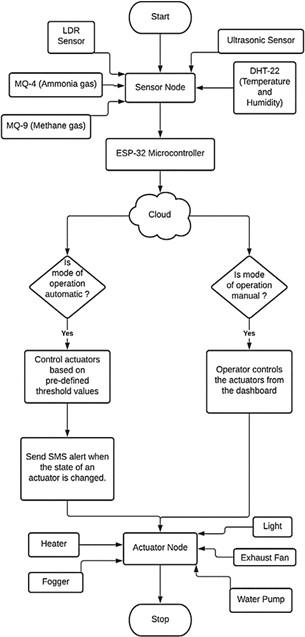 Start
LDR
Sensor
Ultrasonic Sensor
MQ-4 (Ammonia gas)
Sensor Node
DHT-22
(Temperature
and
Humidity)
MQ-9 (Methane gas)
ESP-32 Microcontroller
Cloud
Is
mode of
operation
automatic ?
Is mode
of operation
manual ?
Yes
Yes
Control actuators
based on
pre-defined
threshold values
Operator controls
the actuators from
the dashboard
Send SMS alert when
the state of an
actuator is changed.
Light
Heater
Actuator Node
Exhaust Fan
Fogger
Water Pump
Stop